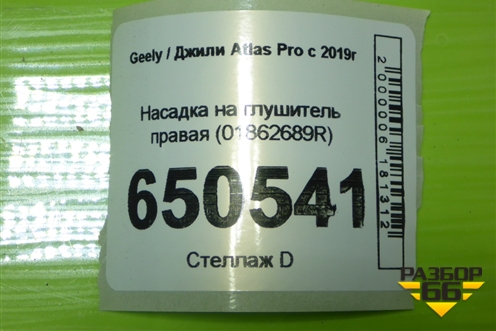 Geely / Джили Atlas Pro с 2019г
Насадка на глушитель
правая (01862689R)
650541
Стеллаж D
2000006181312
РАЗБОР
66